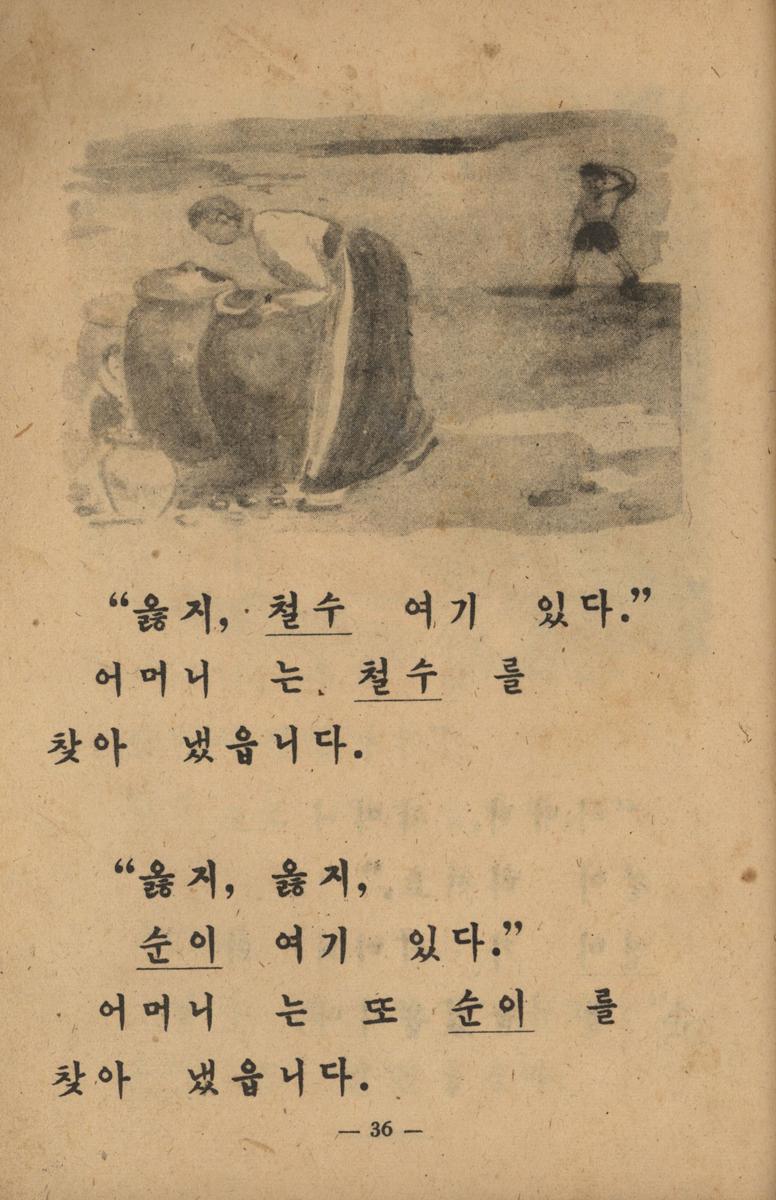 “옳지, 철수 여기 있다.”
어머니 는 철수 를
찾아 냈읍니다.
“옳지, 옳지,
순이 여기 있다.”
어머니 는 또 순이 를
찾아 냈읍니다.
— 36 —